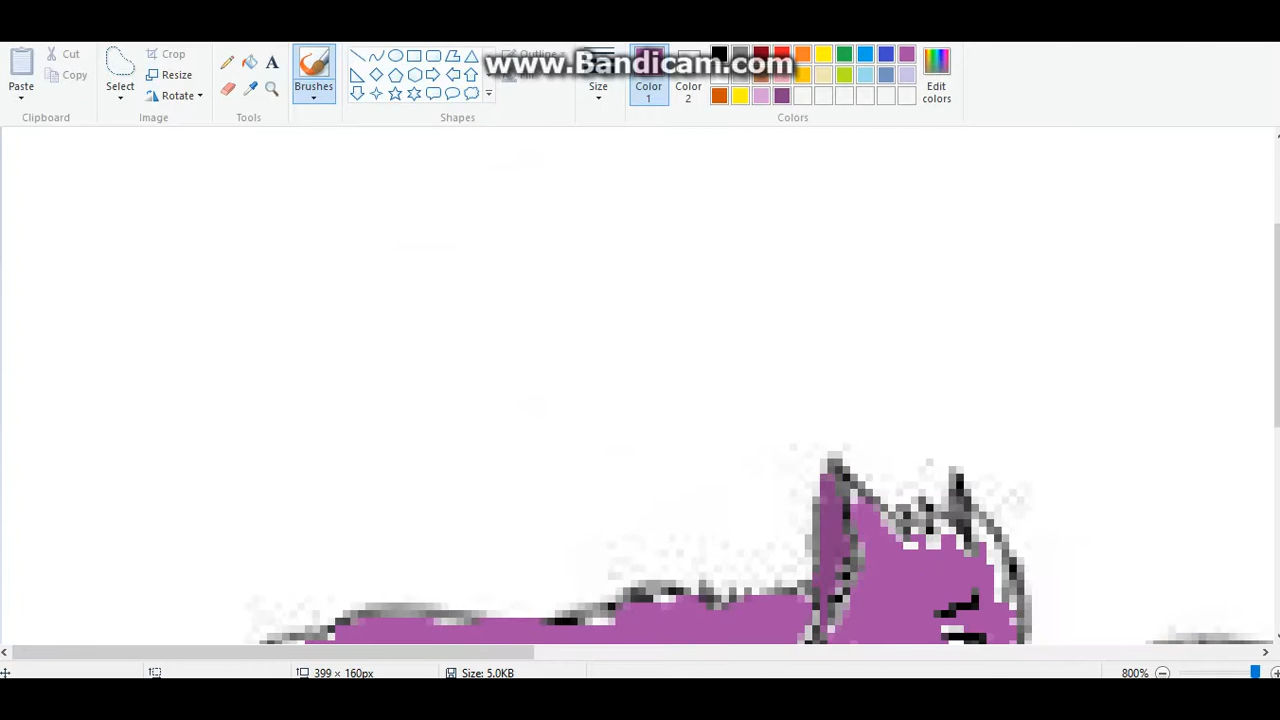 www.Bandicam.com
Cut
Copy
Paste
Clipboard
Crop
Resize
Rotate
Select
Image
Tools
Brushes
Outline
Shapes
Size
Color
1
Color
2
Edit
colors
Colors
399 × 160px
Size: 5.0KB
800%